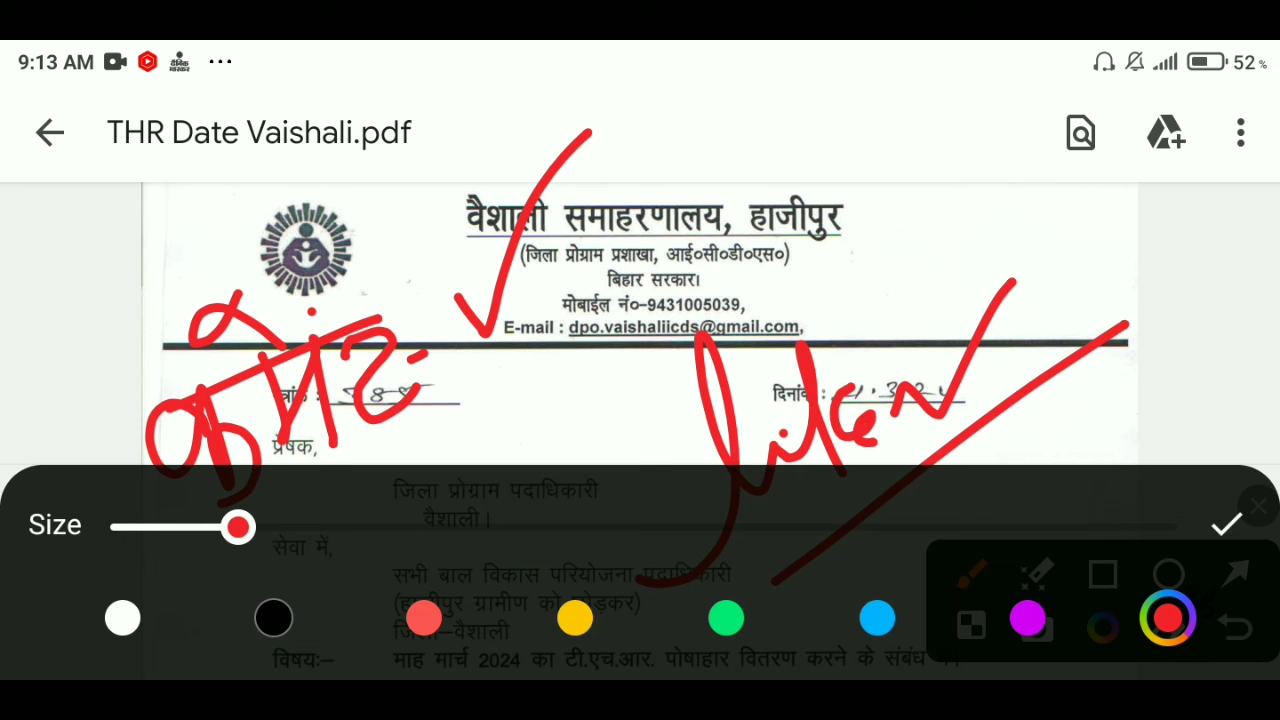 9:13 AM
52%
THR Date Vaishali.pdf
वैशाली समाहरणालय, हाजीपुर
(जिला प्रोग्राम प्रशाखा, आई०सी०डी०एस०)
बिहार सरकार।
मोबाईल नं०-9431005039,
E-mail : dpo.vaishaliicds@gmail.com,
दिनांक :
प्रेषक,
जिला प्रोग्राम पदाधिकारी
वैशाली।
Size
सेवा में,
सभी बाल विकास परियोजना पदाधिकारी
(हाजीपुर ग्रामीण को छोड़कर)
जिला-वैशाली
विषयः- माह मार्च 2024 का टी.एच.आर. पोषाहार वितरण करने के संबंध